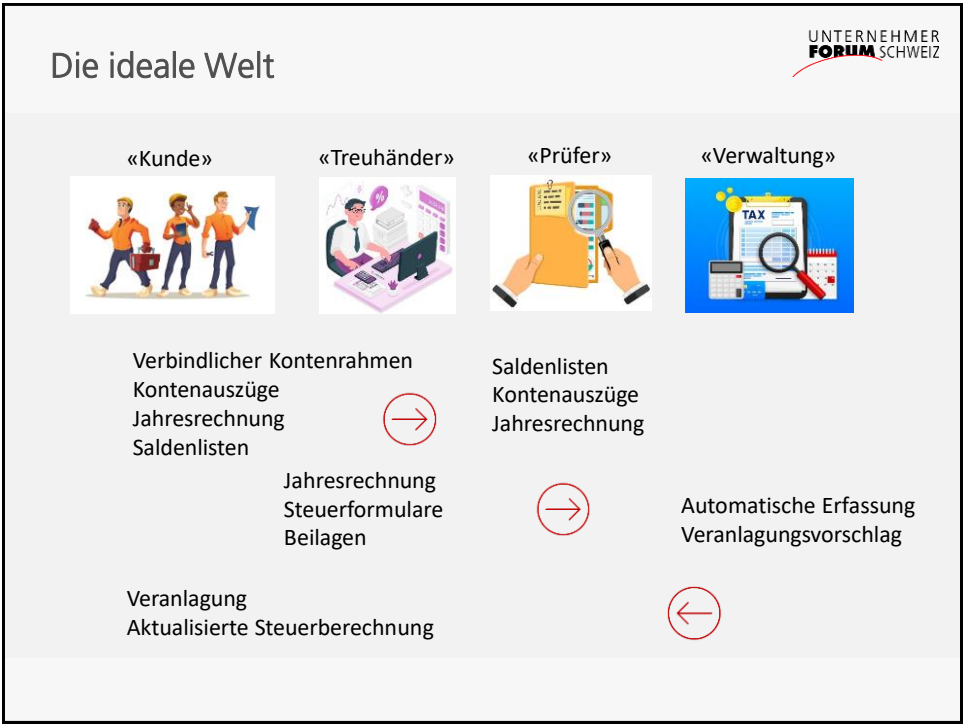 UNTERNEHMER
FORUM SCHWEIZ
Die ideale Welt
«Kunde»
«Treuhänder»
«Prüfer»
«Verwaltung»
%
TAX
Verbindlicher Kontenrahmen
Kontenauszüge
Jahresrechnung
Saldenlisten
Saldenlisten
Kontenauszüge
Jahresrechnung
Jahresrechnung
Steuerformulare
Beilagen
Automatische Erfassung
Veranlagungsvorschlag
Veranlagung
Aktualisierte Steuerberechnung